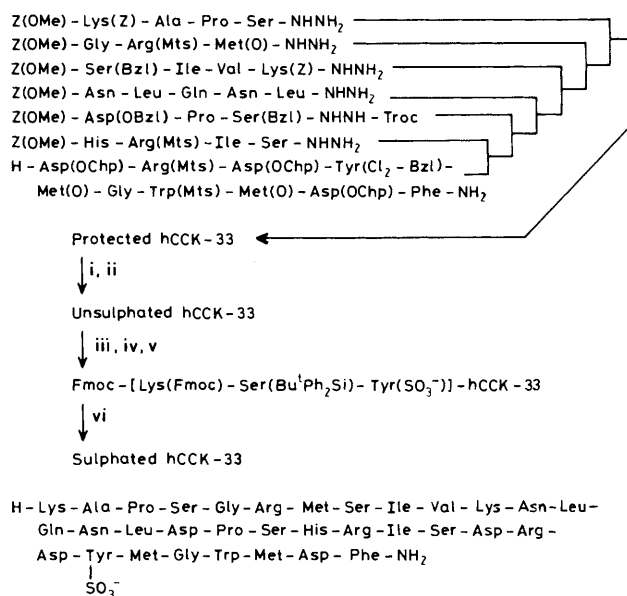 Z(OMe) - Lys(Z) - Ala - Pro - Ser - NHNH₂
Z(OMe) - Gly - Arg(Mts) - Met(O) - NHNH₂
Z(OMe) - Ser(Bzl) - Ile - Val - Lys(Z) - NHNH₂
Z(OMe) - Asn - Leu - Gln - Asn - Leu - NHNH₂
Z(OMe) - Asp(OBzl) - Pro - Ser(Bzl) - NHNH - Troc
Z(OMe) - His - Arg(Mts) - Ile - Ser - NHNH₂
H - Asp(OChp) - Arg(Mts) - Asp(OChp) - Tyr(Cl₂ - Bzl) -
Met(O) - Gly - Trp(Mts) - Met(O) - Asp(OChp) - Phe - NH₂
Protected hCCK-33
i, ii
Unsulphated hCCK-33
iii, iv, v
Fmoc - [Lys(Fmoc) - Ser(BuᵗPh₂Si) - Tyr(SO₃⁻)] - hCCK-33
vi
Sulphated hCCK-33
H - Lys - Ala - Pro - Ser - Gly - Arg - Met - Ser - Ile - Val - Lys - Asn - Leu -
Gln - Asn - Leu - Asp - Pro - Ser - His - Arg - Ile - Ser - Asp - Arg -
Asp - Tyr - Met - Gly - Trp - Met - Asp - Phe - NH₂
SO₃⁻